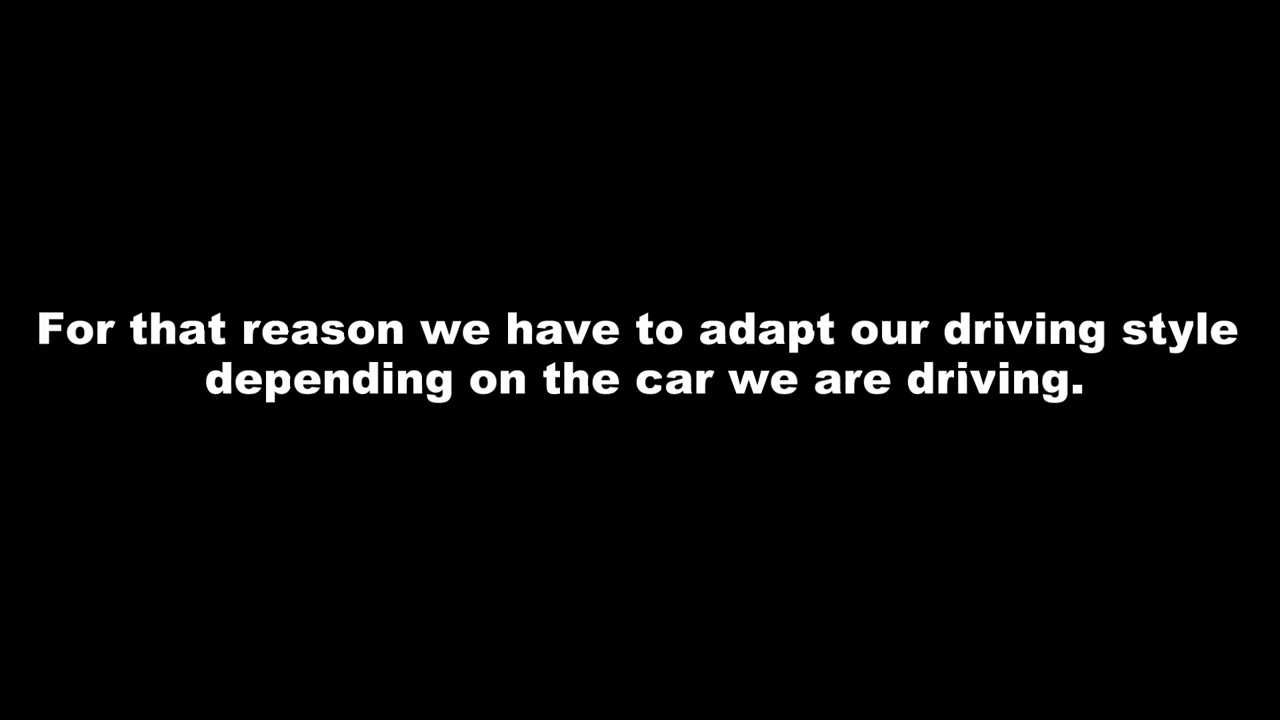 For that reason we have to adapt our driving style
depending on the car we are driving.